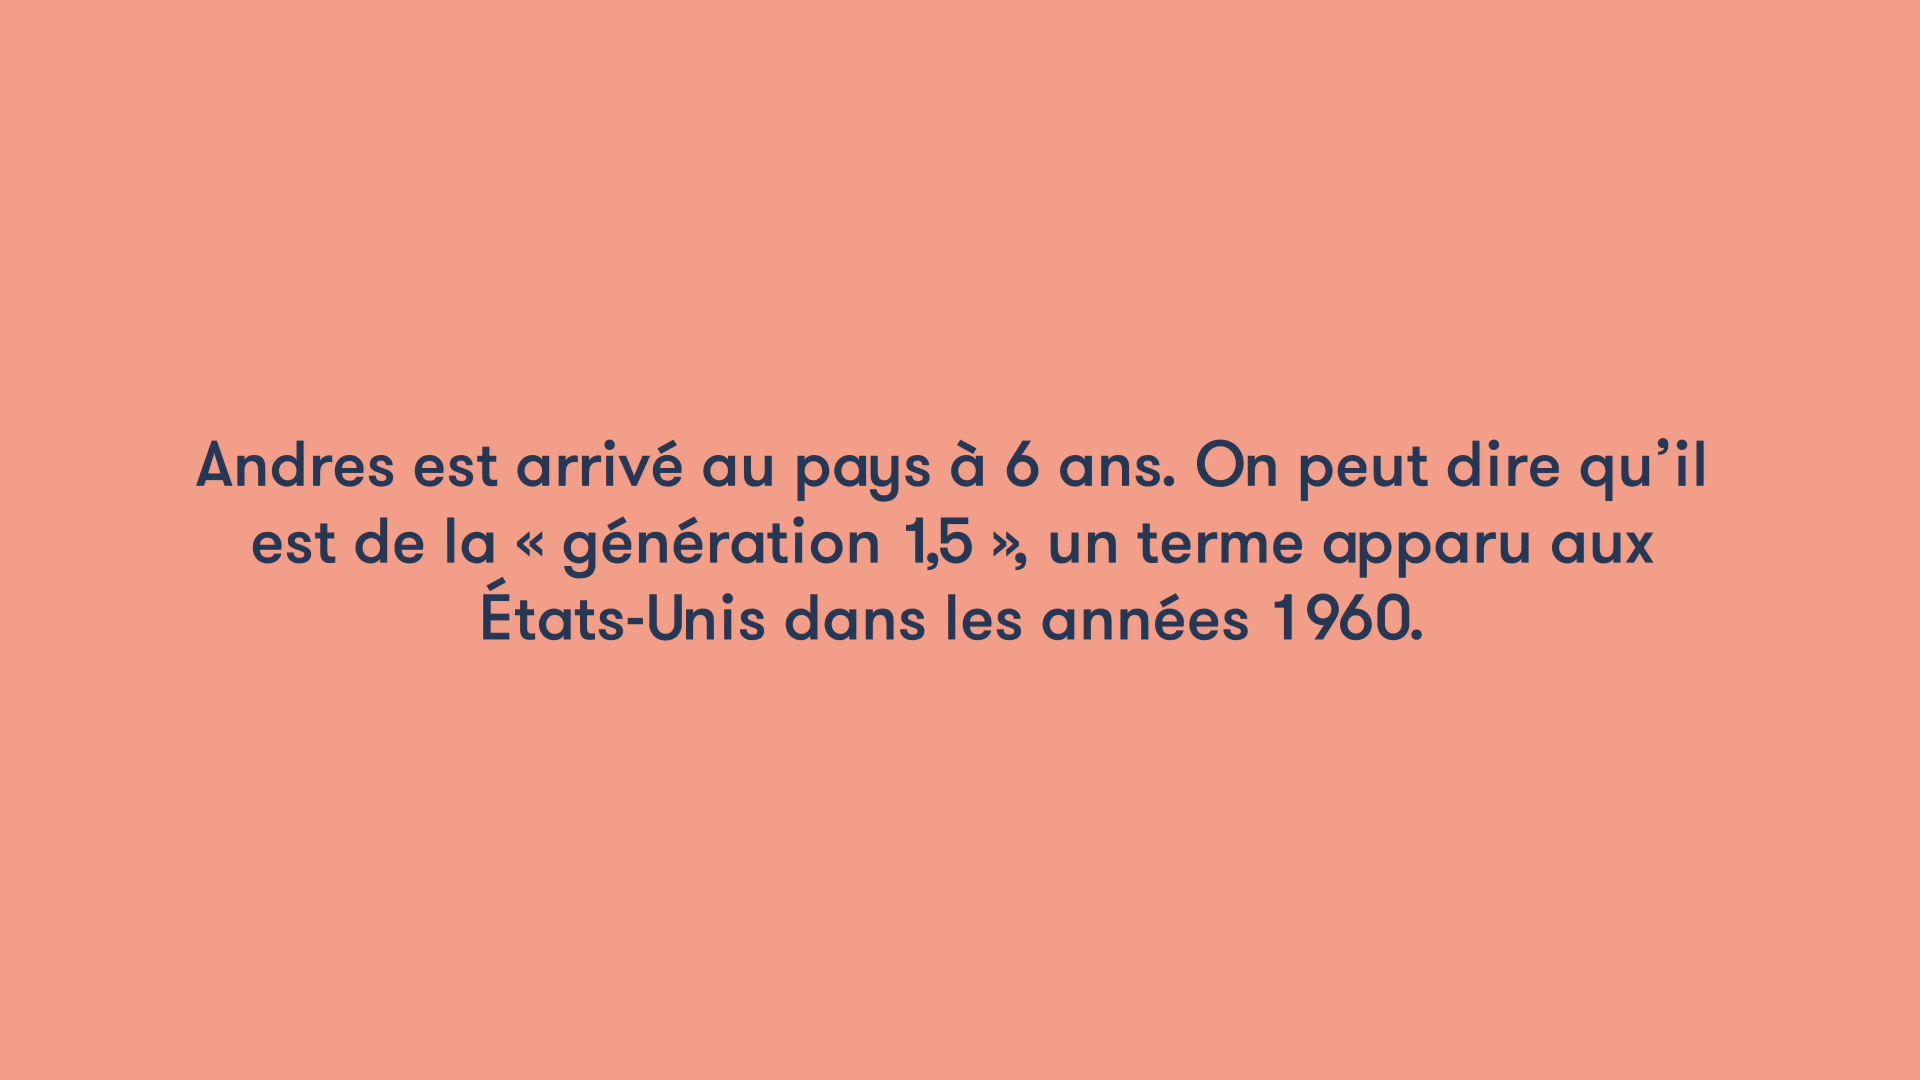 Andres est arrivé au pays à 6 ans. On peut dire qu’il
est de la « génération 1,5 », un terme apparu aux
États-Unis dans les années 1960.